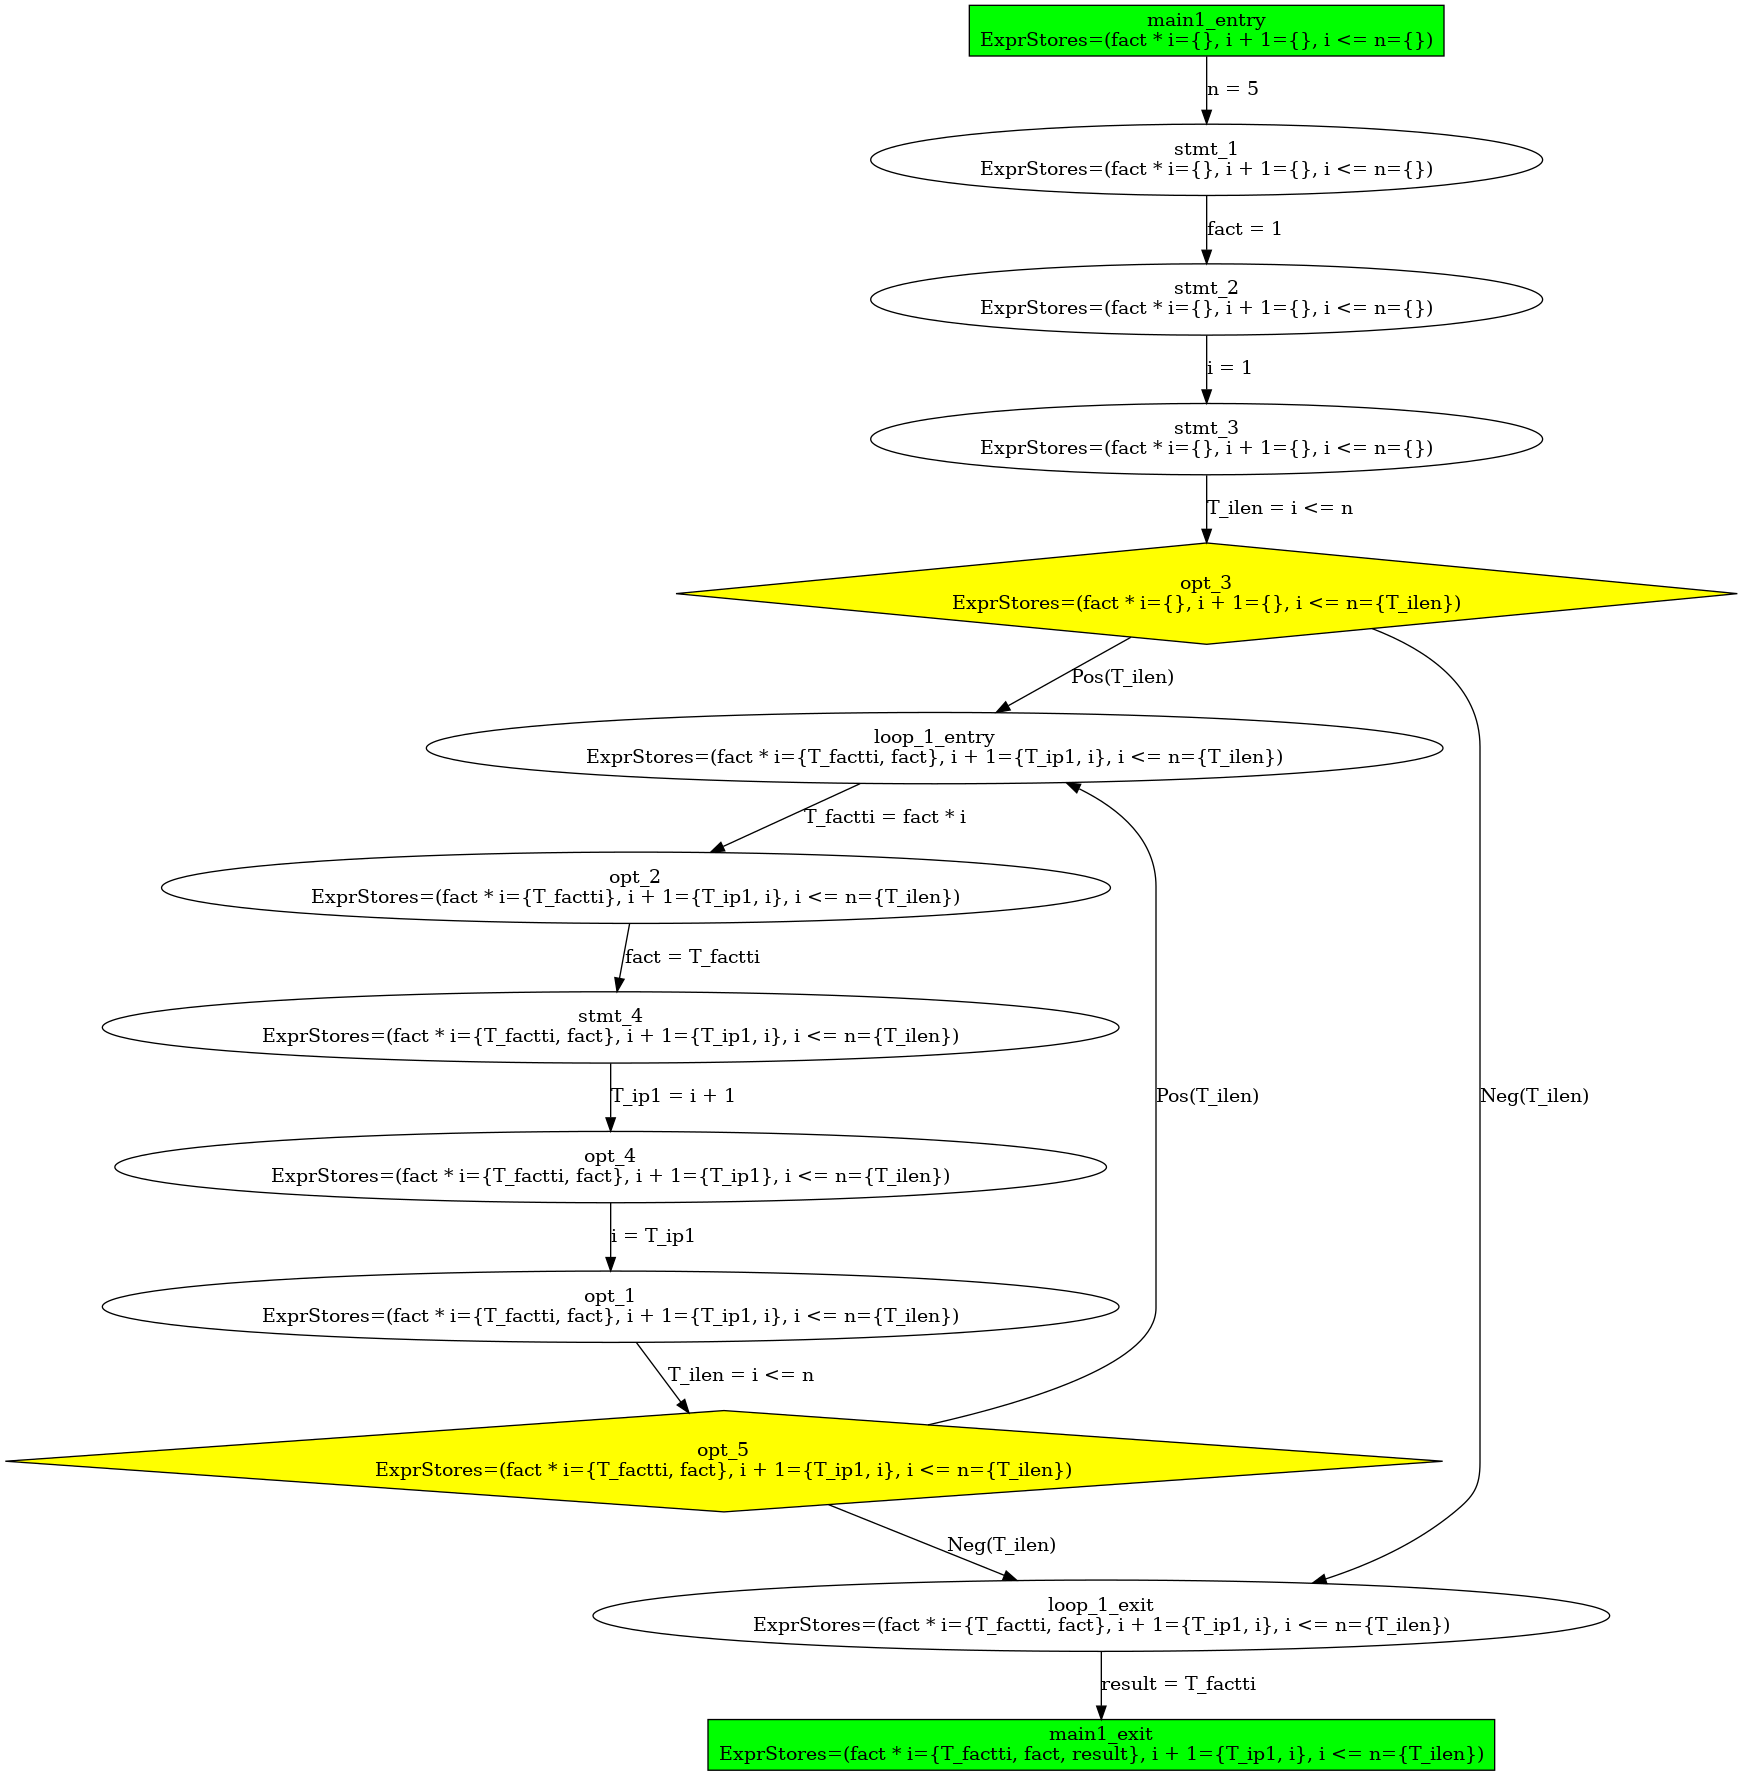 main1_entry
ExprStores=(fact * i={}, i + 1={}, i <= n={})
n = 5
stmt_1
ExprStores=(fact * i={}, i + 1={}, i <= n={})
fact = 1
stmt_2
ExprStores=(fact * i={}, i + 1={}, i <= n={})
i = 1
stmt_3
ExprStores=(fact * i={}, i + 1={}, i <= n={})
T_ilen = i <= n
opt_3
ExprStores=(fact * i={}, i + 1={}, i <= n={T_ilen})
Pos(T_ilen)
loop_1_entry
ExprStores=(fact * i={T_factti, fact}, i + 1={T_ip1, i}, i <= n={T_ilen})
T_factti = fact * i
opt_2
ExprStores=(fact * i={T_factti}, i + 1={T_ip1, i}, i <= n={T_ilen})
fact = T_factti
stmt_4
ExprStores=(fact * i={T_factti, fact}, i + 1={T_ip1, i}, i <= n={T_ilen})
T_ip1 = i + 1
Pos(T_ilen)
Neg(T_ilen)
opt_4
ExprStores=(fact * i={T_factti, fact}, i + 1={T_ip1}, i <= n={T_ilen})
i = T_ip1
opt_1
ExprStores=(fact * i={T_factti, fact}, i + 1={T_ip1, i}, i <= n={T_ilen})
T_ilen = i <= n
opt_5
ExprStores=(fact * i={T_factti, fact}, i + 1={T_ip1, i}, i <= n={T_ilen})
Neg(T_ilen)
loop_1_exit
ExprStores=(fact * i={T_factti, fact}, i + 1={T_ip1, i}, i <= n={T_ilen})
result = T_factti
main1_exit
ExprStores=(fact * i={T_factti, fact, result}, i + 1={T_ip1, i}, i <= n={T_ilen})